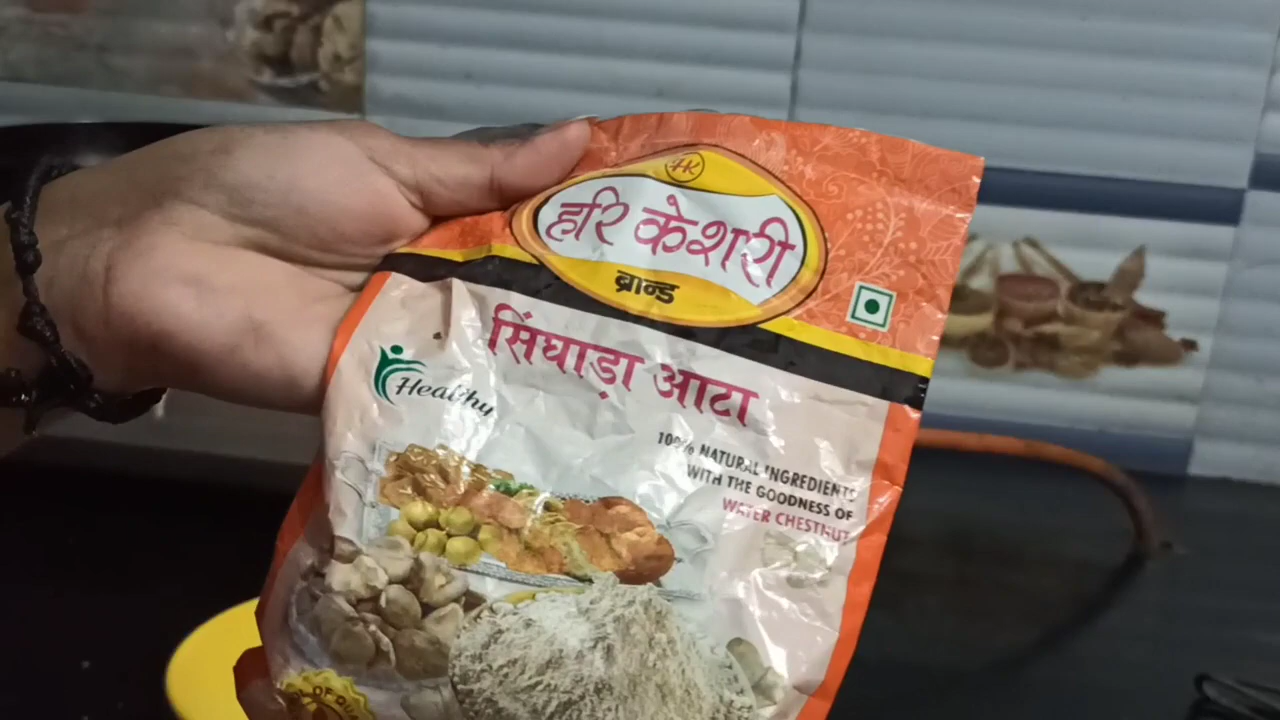 HK
हरि केशरी
ब्रान्ड
सिंघाड़ा आटा
Healthy
100% NATURAL INGREDIENTS
WITH THE GOODNESS OF
WATER CHESTNUT